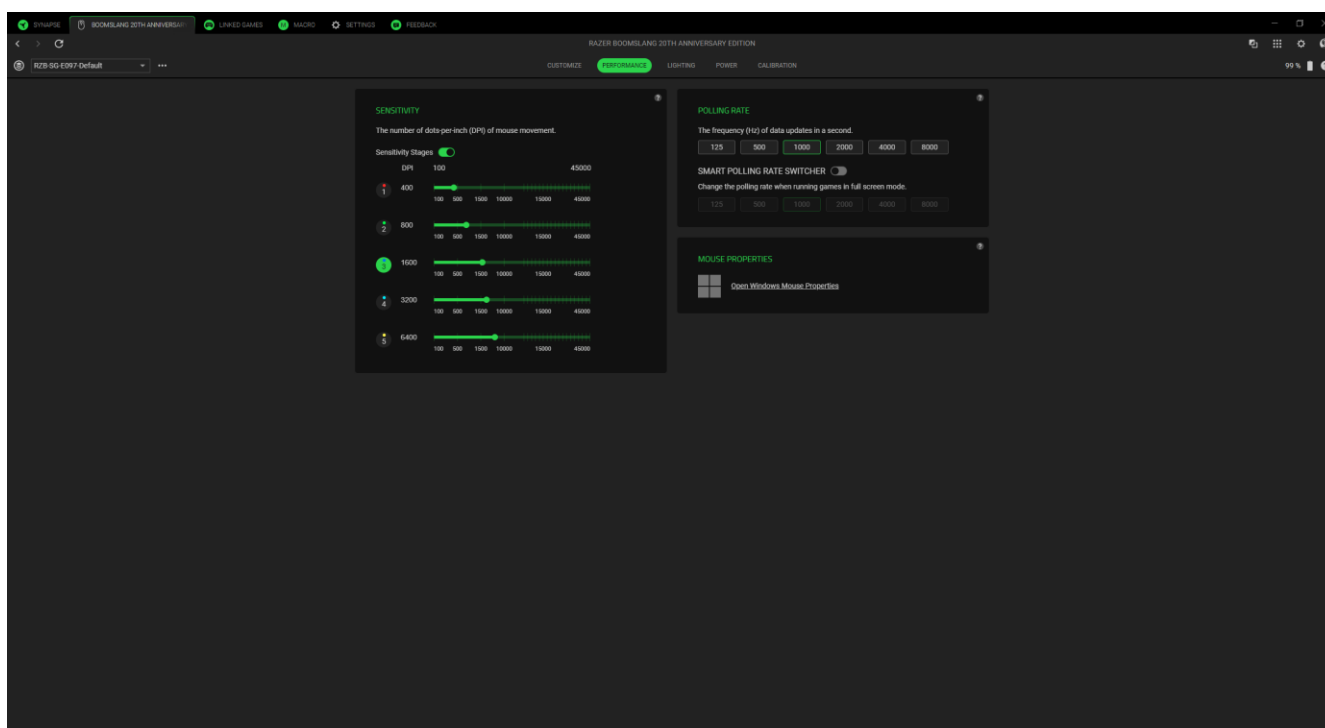 SYNAPSE BOOMSLANG 20TH ANNIVERSARY LINKED GAMES MACRO SETTINGS FEEDBACK
RAZER BOOMSLANG 20TH ANNIVERSARY EDITION
RZB-SG-E097-Default CUSTOMIZE PERFORMANCE LIGHTING POWER CALIBRATION 99 %
SENSITIVITY
The number of dots-per-inch (DPI) of mouse movement.
Sensitivity Stages
DPI 100 45000
1 400
100 500 1500 10000 15000 45000
2 800
100 500 1500 10000 15000 45000
3 1600
100 500 1500 10000 15000 45000
4 3200
100 500 1500 10000 15000 45000
5 6400
100 500 1500 10000 15000 45000
POLLING RATE
The frequency (Hz) of data updates in a second.
125 500 1000 2000 4000 8000
SMART POLLING RATE SWITCHER
Change the polling rate when running games in full screen mode.
125 500 1000 2000 4000 8000
MOUSE PROPERTIES
Open Windows Mouse Properties